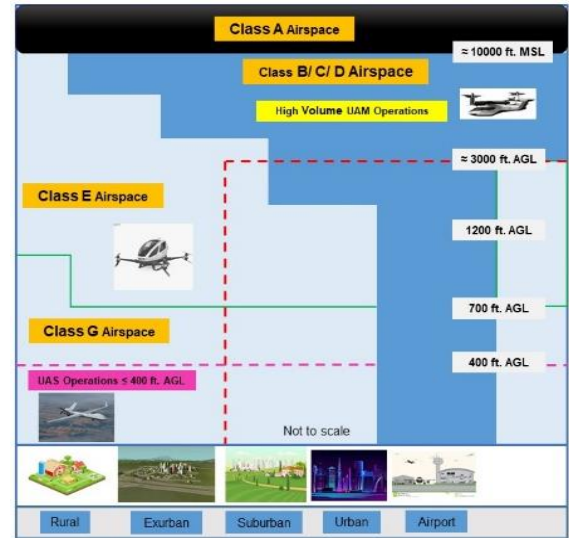 Class A Airspace
≈ 10000 ft. MSL
Class B/ C/ D Airspace
High Volume UAM Operations
≈ 3000 ft. AGL
Class E Airspace
1200 ft. AGL
700 ft. AGL
Class G Airspace
400 ft. AGL
UAS Operations ≤ 400 ft. AGL
Not to scale
Rural
Exurban
Suburban
Urban
Airport